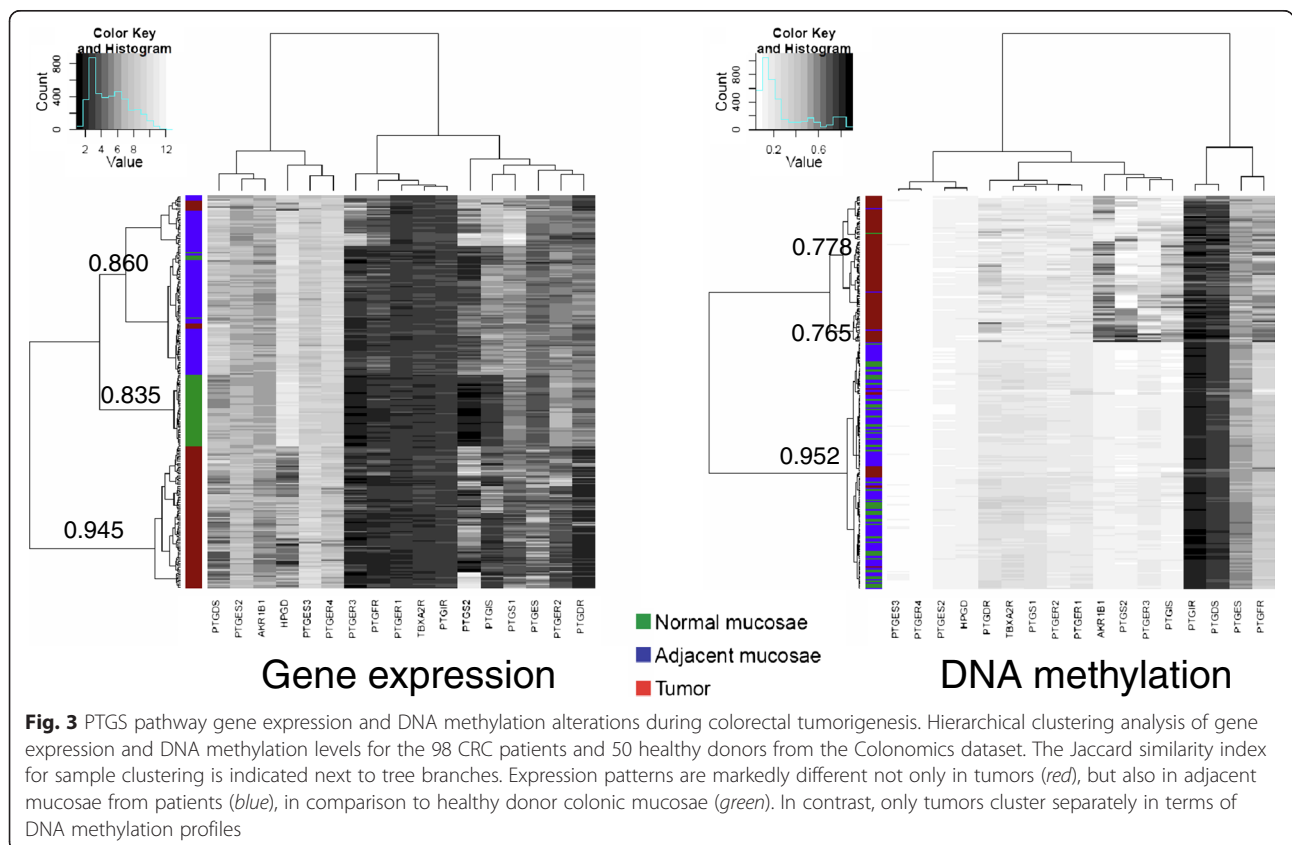 Color Key
and Histogram
Count
0 400 800
2 4 6 8 12
Value
0.860
0.835
0.945
PTGDS
PTGES2
AKR1B1
HPGD
PTGES3
PTGER4
PTGER3
PTGFR
PTGER1
TBXA2R
PTGIR
PTGS2
PTGIS
PTGS1
PTGES
PTGER2
PTGDR
Gene expression
Normal mucosae
Adjacent mucosae
Tumor
Color Key
and Histogram
Count
0 400 1000
0.2 0.6
Value
0.778
0.765
0.952
PTGES3
PTGER4
PTGES2
HPGD
PTGDR
TBXA2R
PTGS1
PTGER2
PTGER1
AKR1B1
PTGS2
PTGER3
PTGIS
PTGIR
PTGDS
PTGES
PTGFR
DNA methylation
Fig. 3 PTGS pathway gene expression and DNA methylation alterations during colorectal tumorigenesis. Hierarchical clustering analysis of gene
expression and DNA methylation levels for the 98 CRC patients and 50 healthy donors from the Colonomics dataset. The Jaccard similarity index
for sample clustering is indicated next to tree branches. Expression patterns are markedly different not only in tumors (red), but also in adjacent
mucosae from patients (blue), in comparison to healthy donor colonic mucosae (green). In contrast, only tumors cluster separately in terms of
DNA methylation profiles